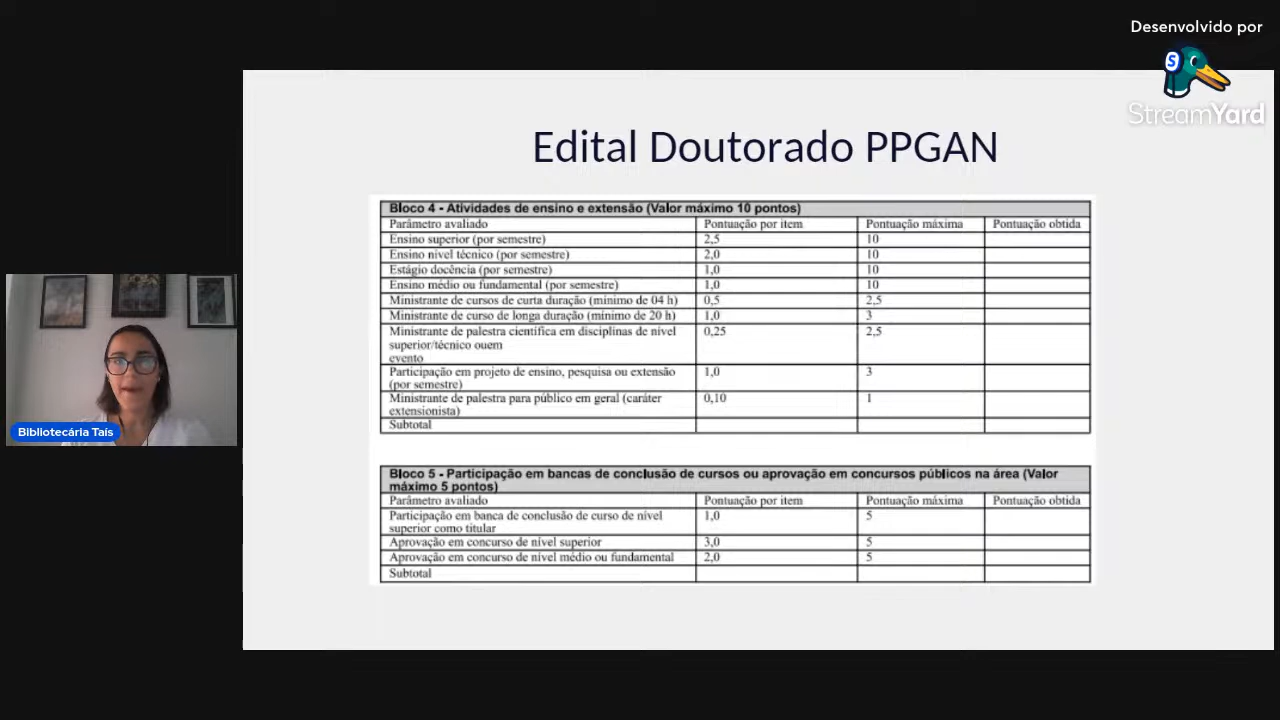 Desenvolvido por
S
StreamYard
Edital Doutorado PPGAN
Bloco 4 - Atividades de ensino e extensão (Valor máximo 10 pontos)
Parâmetro avaliado Pontuação por item Pontuação máxima Pontuação obtida
Ensino superior (por semestre) 2,5 10
Ensino nível técnico (por semestre) 2,0 10
Estágio docência (por semestre) 1,0 10
Ensino médio ou fundamental (por semestre) 1,0 10
Ministrante de cursos de curta duração (mínimo de 04 h) 0,5 2,5
Ministrante de curso de longa duração (mínimo de 20 h) 1,0 3
Ministrante de palestra científica em disciplinas de nível 0,25 2,5
superior/técnico ouem
evento
Participação em projeto de ensino, pesquisa ou extensão 1,0 3
(por semestre)
Ministrante de palestra para público em geral (caráter 0,10 1
extensionista)
Subtotal
Bloco 5 - Participação em bancas de conclusão de cursos ou aprovação em concursos públicos na área (Valor
máximo 5 pontos)
Parâmetro avaliado Pontuação por item Pontuação máxima Pontuação obtida
Participação em banca de conclusão de curso de nível 1,0 5
superior como titular
Aprovação em concurso de nível superior 3,0 5
Aprovação em concurso de nível médio ou fundamental 2,0 5
Subtotal
Bibliotecária Taís